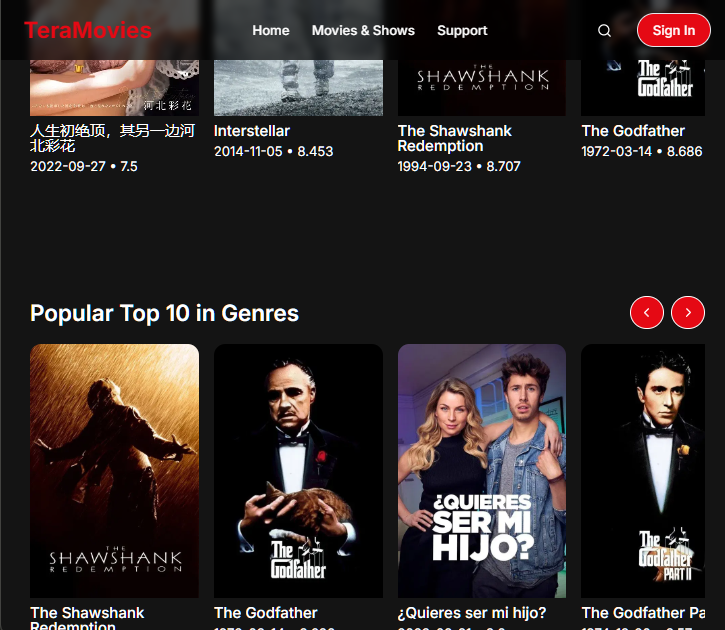 TeraMovies
Home
Movies & Shows
Support
Sign In
河北彩花
THE
SHAWSHANK
REDEMPTION
The
Godfather
人生初绝顶，其另一边河
北彩花
2022-09-27 • 7.5
Interstellar
2014-11-05 • 8.453
The Shawshank
Redemption
1994-09-23 • 8.707
The Godfather
1972-03-14 • 8.686
Popular Top 10 in Genres
THE
SHAWSHANK
REDEMPTION
The
Godfather
¿QUIERES
SER MI
HIJO?
The
Godfather
PART II
The Shawshank
Redemption
The Godfather
¿Quieres ser mi hijo?
The Godfather Pa